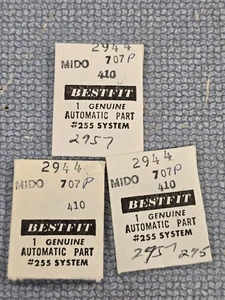 2944
MIDO 707P
410
BESTFIT
1 GENUINE
AUTOMATIC PART
#255 SYSTEM
2957
2944
MIDO 707P
410
BESTFIT
1 GENUINE
AUTOMATIC PART
#255 SYSTEM
2944
MIDO 707P
410
BESTFIT
1 GENUINE
AUTOMATIC PART
#255 SYSTEM
2957 295